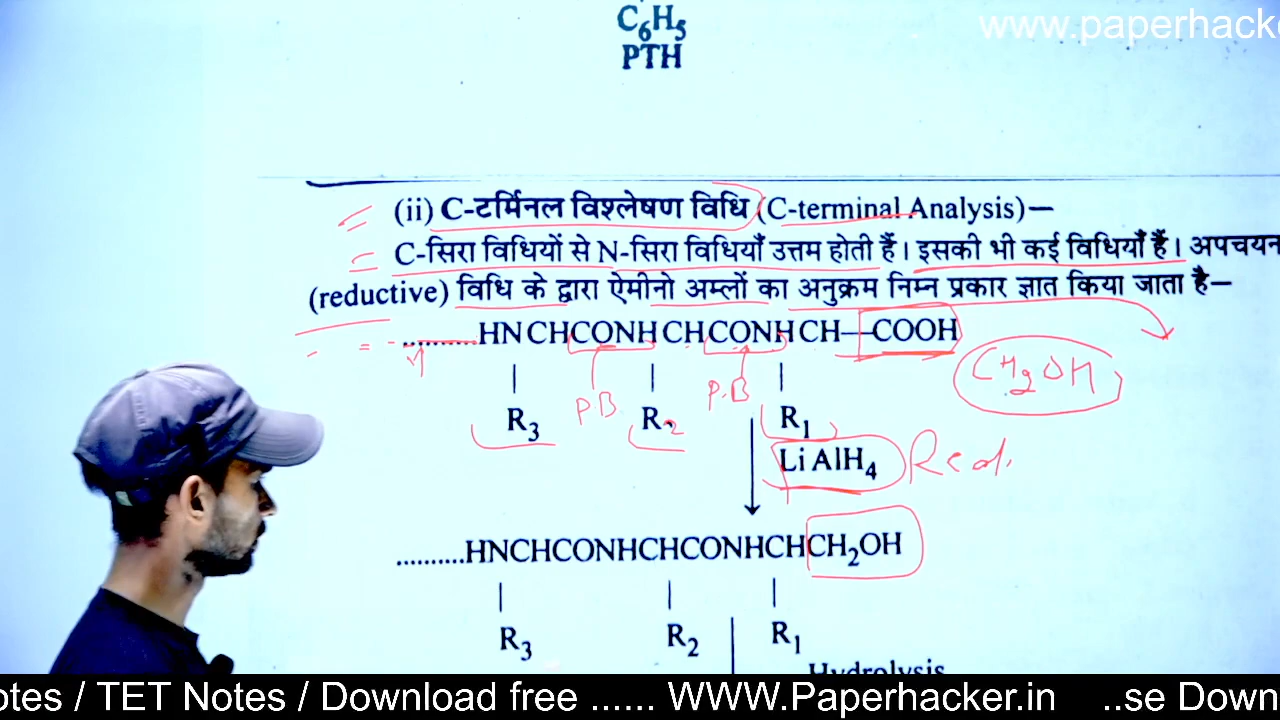 C6H5
PTH
www.paperhacke
(ii) C-टर्मिनल विश्लेषण विधि (C-terminal Analysis)—
C-सिरा विधियों से N-सिरा विधियाँ उत्तम होती हैं। इसकी भी कई विधियाँ हैं। अपचयन
(reductive) विधि के द्वारा ऐमीनो अम्लों का अनुक्रम निम्न प्रकार ज्ञात किया जाता है—
..........HNCHCONHCHCONHCH—COOH
CH2OH
PB P.B
R3 R2 R1
LiAlH4 Red.
..........HNCHCONHCHCONHCHCH2OH
R3 R2 R1
Hydrolysis
otes / TET Notes / Download free ...... WWW.Paperhacker.in ..se Down